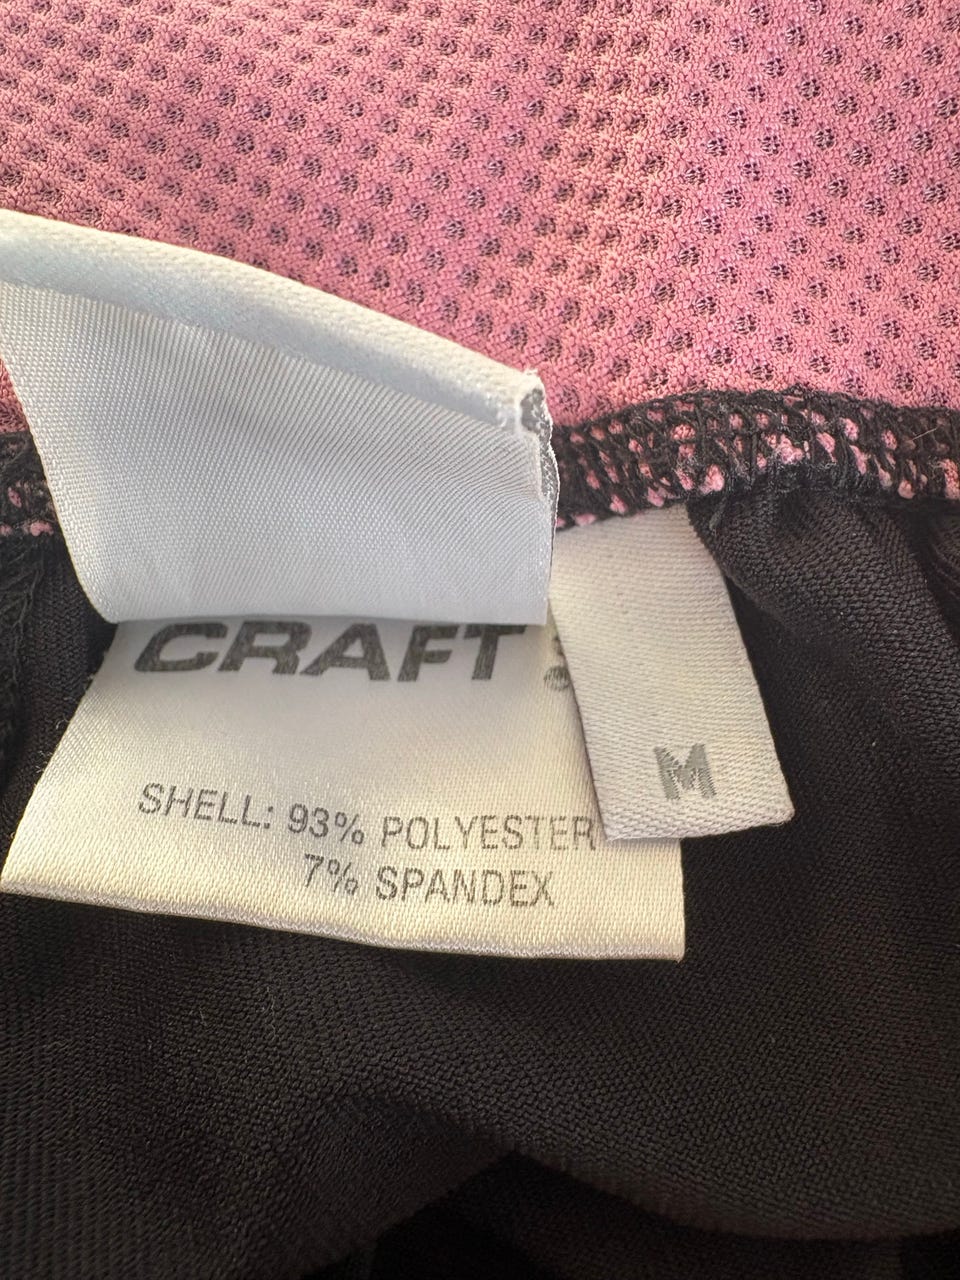 CRAFT
M
SHELL: 93% POLYESTER
7% SPANDEX